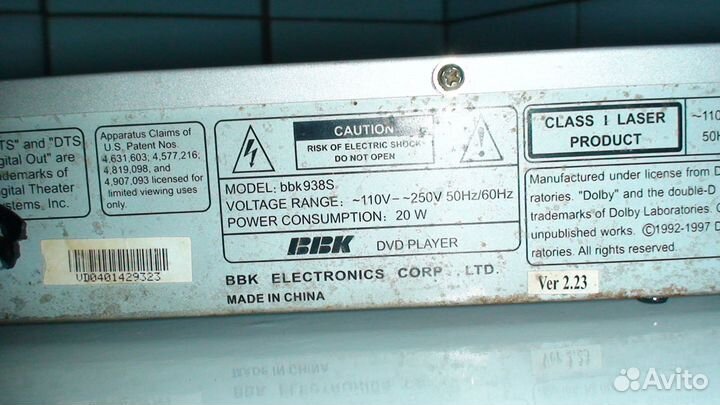 TS" and "DTS
igital Out" are
ademarks of
igital Theater
ystems, Inc.
Apparatus Claims of
U.S. Patent Nos.
4,631,603; 4,577,216;
4,819,098, and
4,907,093 licensed for
limited viewing uses
only.
CAUTION
RISK OF ELECTRIC SHOCK
DO NOT OPEN
MODEL: bbk938S
VOLTAGE RANGE: ~110V- ~250V 50Hz/60Hz
POWER CONSUMPTION: 20 W
BBK DVD PLAYER
CLASS I LASER
PRODUCT
~110
50H
Manufactured under license from D
ratories. "Dolby" and the double-D
trademarks of Dolby Laboratories. C
unpublished works. ©1992-1997 D
ratories. All rights reserved.
VD0401429323
BBK ELECTRONICS CORP., LTD.
MADE IN CHINA
Ver 2.23
Avito